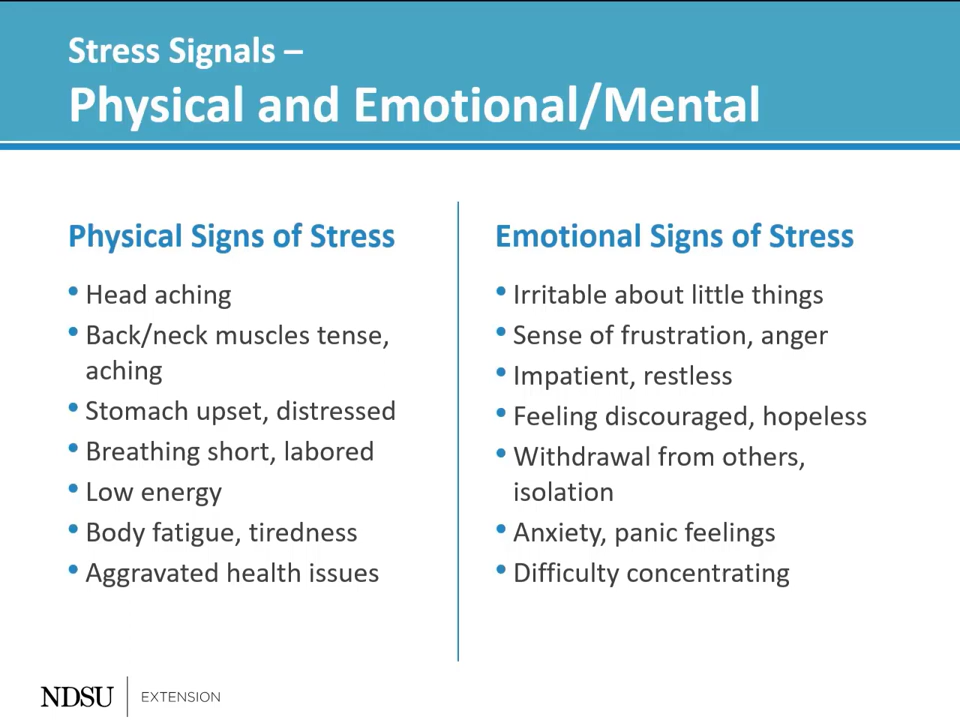 Stress Signals –
Physical and Emotional/Mental
Physical Signs of Stress
• Head aching
• Back/neck muscles tense,
aching
• Stomach upset, distressed
• Breathing short, labored
• Low energy
• Body fatigue, tiredness
• Aggravated health issues
Emotional Signs of Stress
• Irritable about little things
• Sense of frustration, anger
• Impatient, restless
• Feeling discouraged, hopeless
• Withdrawal from others,
isolation
• Anxiety, panic feelings
• Difficulty concentrating
NDSU EXTENSION